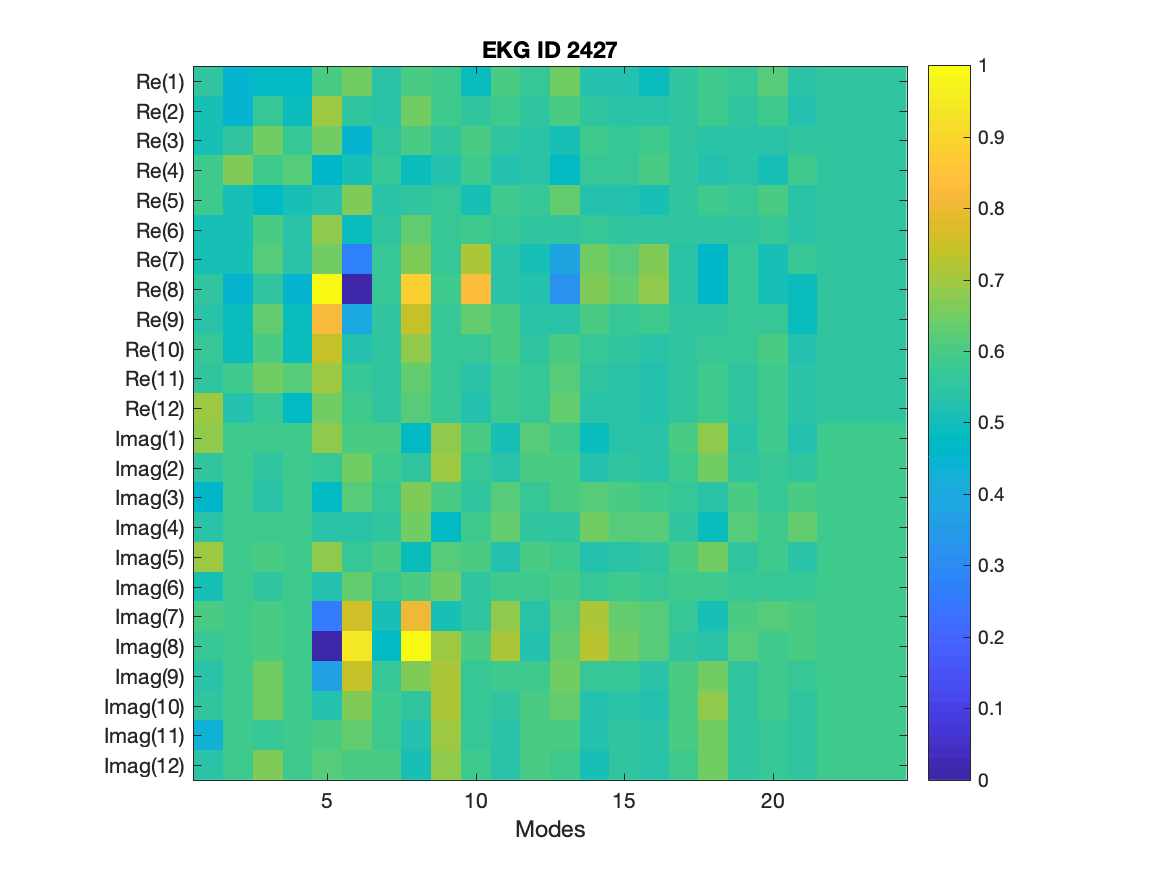 EKG ID 2427
Re(1)
Re(2)
Re(3)
Re(4)
Re(5)
Re(6)
Re(7)
Re(8)
Re(9)
Re(10)
Re(11)
Re(12)
Imag(1)
Imag(2)
Imag(3)
Imag(4)
Imag(5)
Imag(6)
Imag(7)
Imag(8)
Imag(9)
Imag(10)
Imag(11)
Imag(12)
5 10 15 20
Modes
1
0.9
0.8
0.7
0.6
0.5
0.4
0.3
0.2
0.1
0